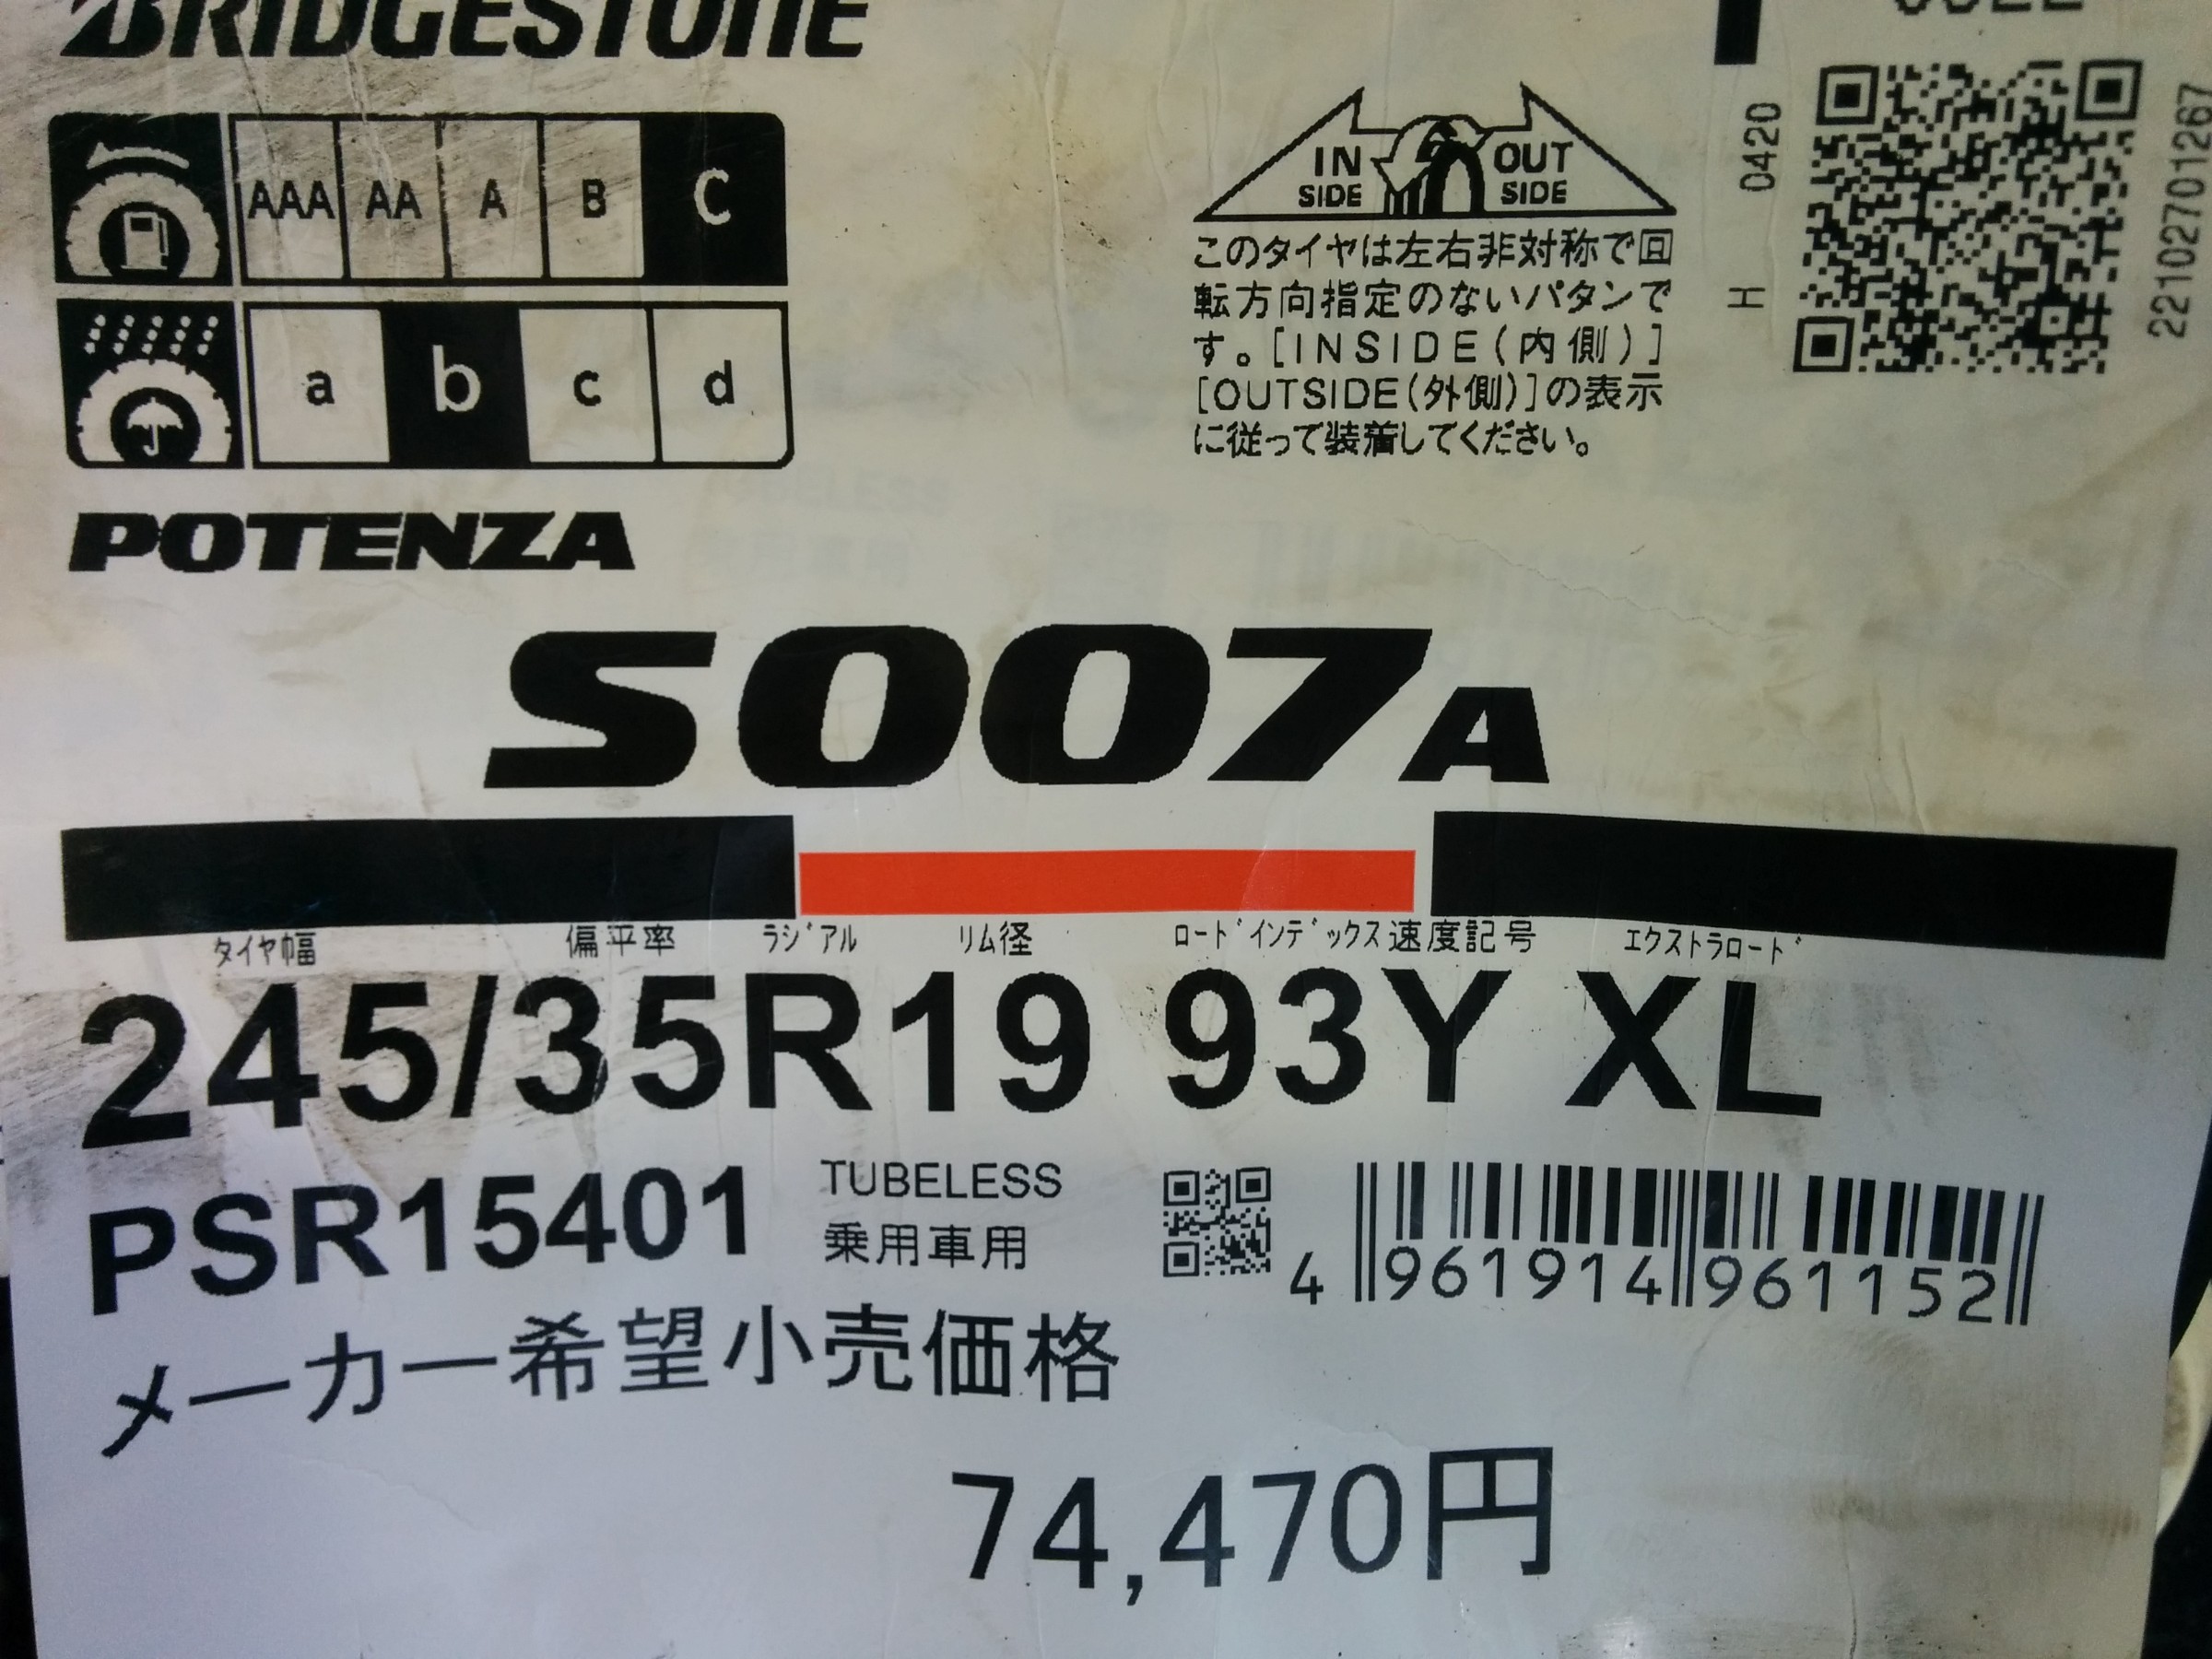 BRIDGESTONE
AAA AA A B C
a b c d
IN SIDE OUT SIDE
このタイヤは左右非対称で回
転方向指定のないパタンで
す。[INSIDE(内側)]
[OUTSIDE(外側)]の表示
に従って装着してください。
H 0420
22102701267
POTENZA
S007A
タイヤ幅 偏平率 ラジアル リム径 ロードインデックス 速度記号 エクストラロード
245/35R19 93Y XL
PSR15401
TUBELESS
乗用車用
4 961914 961152
メーカー希望小売価格
74,470円